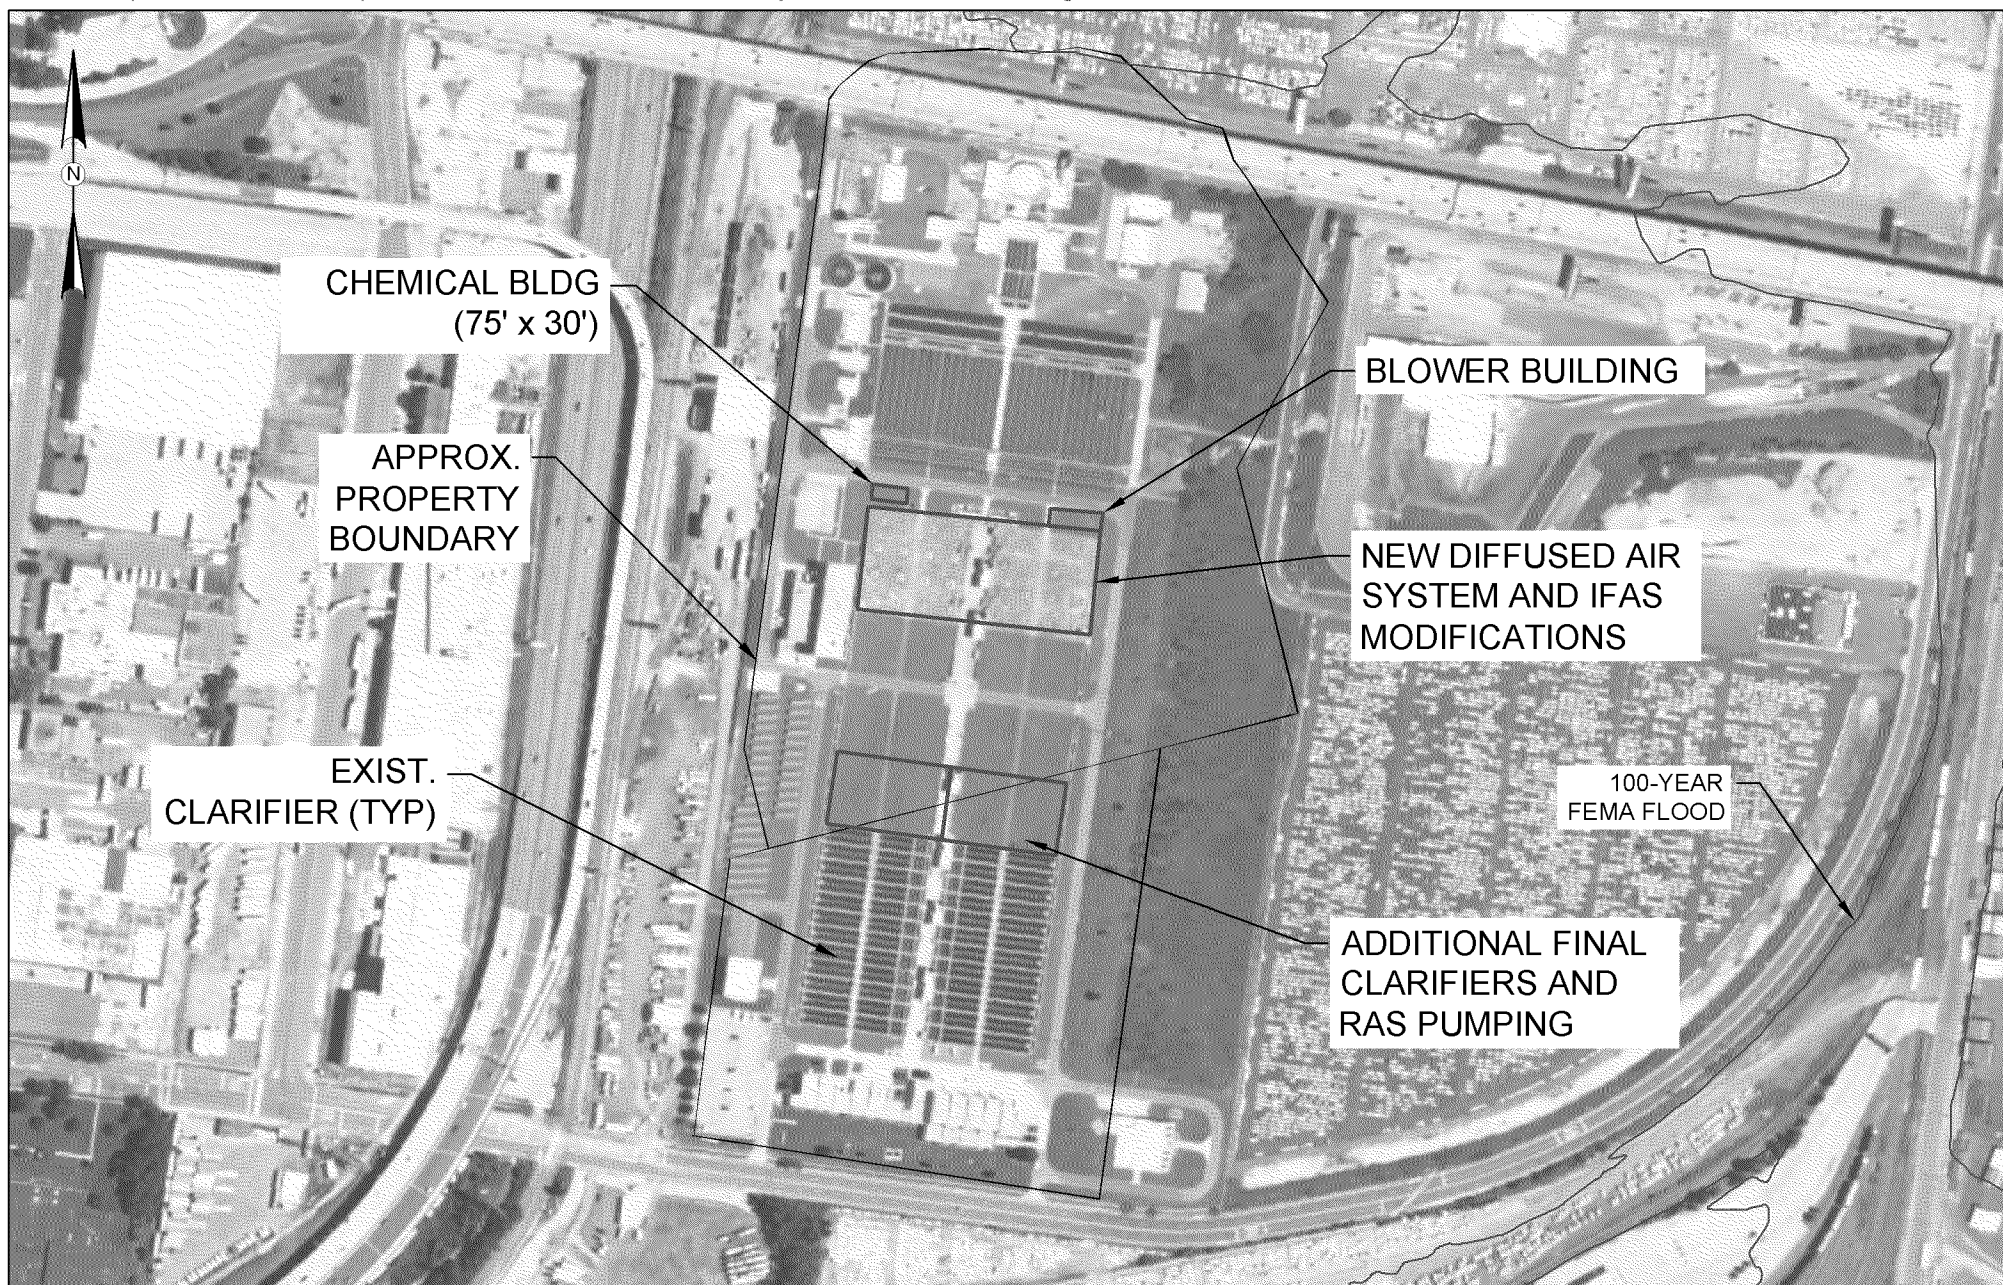 N
CHEMICAL BLDG
(75' x 30')
BLOWER BUILDING
APPROX.
PROPERTY
BOUNDARY
NEW DIFFUSED AIR
SYSTEM AND IFAS
MODIFICATIONS
EXIST.
CLARIFIER (TYP)
100-YEAR
FEMA FLOOD
ADDITIONAL FINAL
CLARIFIERS AND
RAS PUMPING